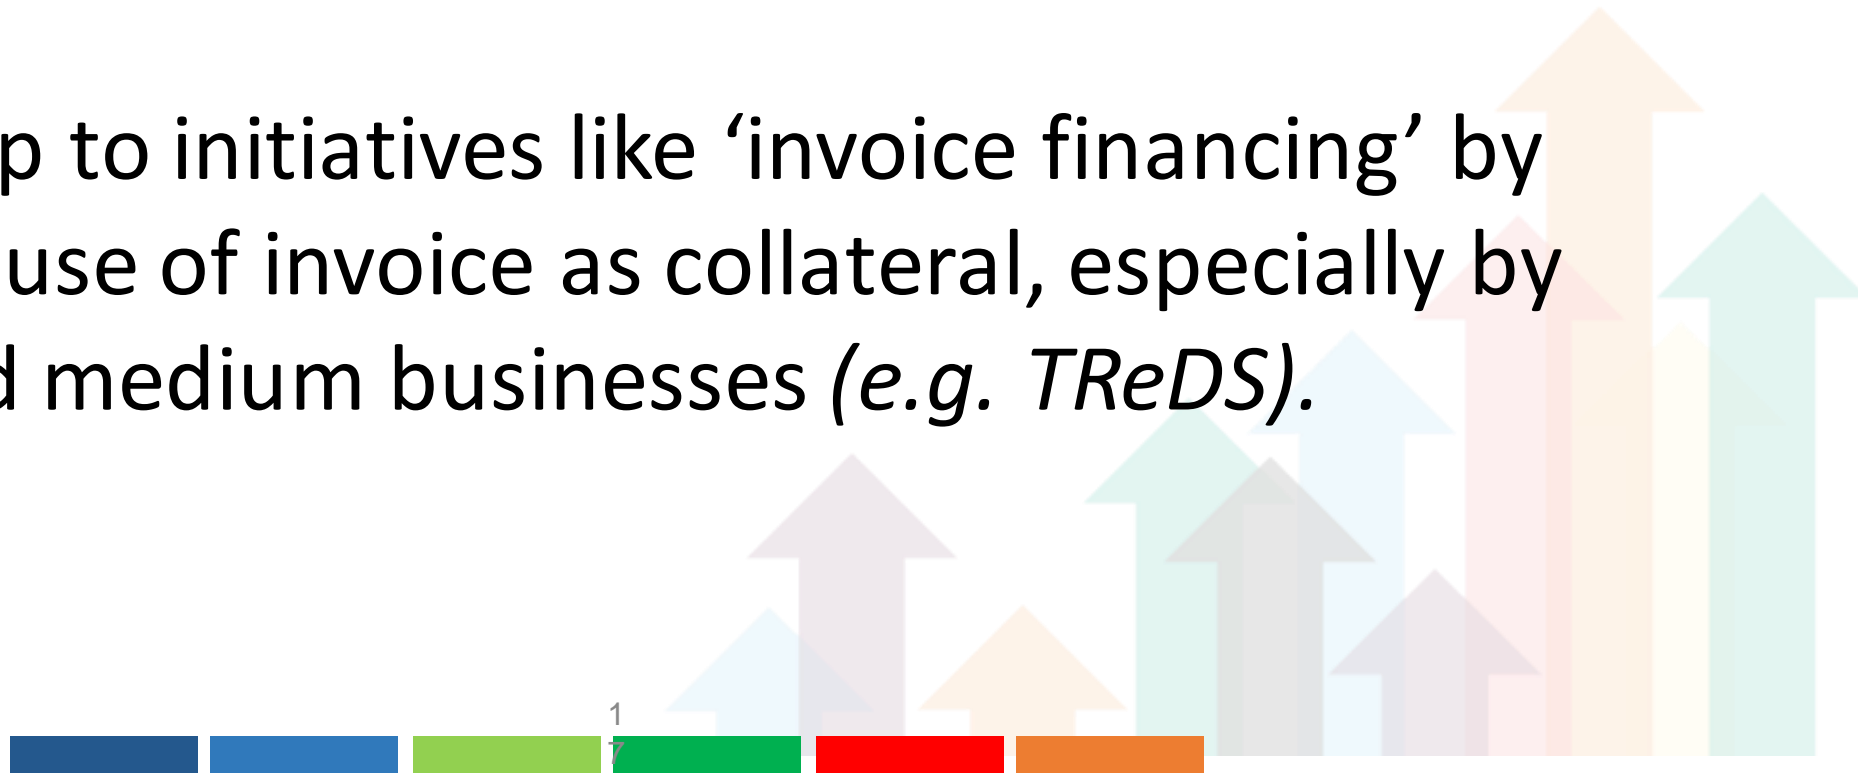 p to initiatives like ‘invoice financing’ by
use of invoice as collateral, especially by
d medium businesses (e.g. TReDS).
1
7